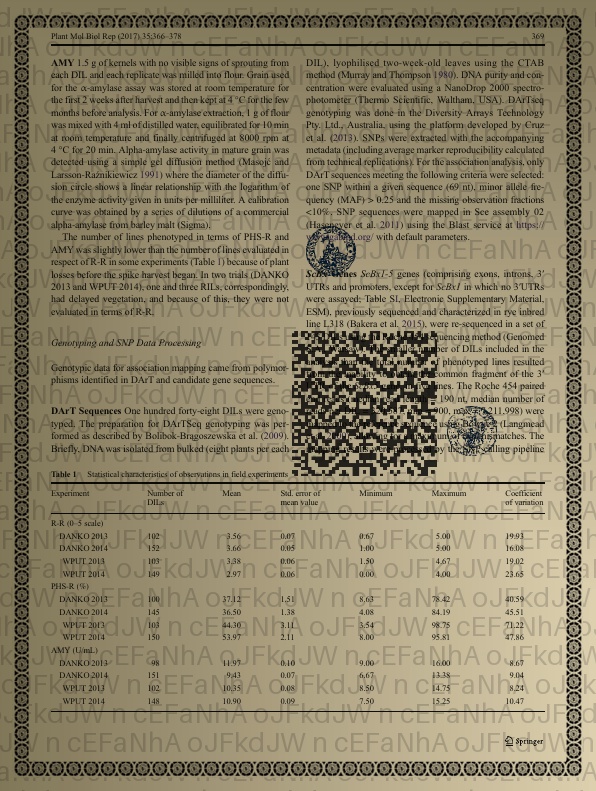 Plant Mol Biol Rep (2017) 35:366–378 369
AMY 1.5 g of kernels with no visible signs of sprouting from
each DIL and each replicate was milled into flour. Grain used
for the α-amylase assay was stored at room temperature for
the first 2 weeks after harvest and then kept at 4 °C for the few
months before analysis. For α-amylase extraction, 1 g of flour
was mixed with 4 ml of distilled water, equilibrated for 10 min
at room temperature and finally centrifuged at 8000 rpm at
4 °C for 20 min. Alpha-amylase activity in mature grain was
detected using a simple gel diffusion method (Masojć and
Larsson-Raźnikiewicz 1991) where the diameter of the diffu-
sion circle shows a linear relationship with the logarithm of
the enzyme activity given in units per milliliter. A calibration
curve was obtained by a series of dilutions of a commercial
alpha-amylase from barley malt (Sigma).
The number of lines phenotyped in terms of PHS-R and
AMY was slightly lower than the number of lines evaluated in
respect of R-R in some experiments (Table 1) because of plant
losses before the spike harvest began. In two trials (DANKO
2013 and WPUT 2014), one and three RILs, correspondingly,
had delayed vegetation, and because of this, they were not
evaluated in terms of R-R.
Genotyping and SNP Data Processing
Genotypic data for association mapping came from polymor-
phisms identified in DArT and candidate gene sequences.
DArT Sequences One hundred forty-eight DILs were geno-
typed. The preparation for DArTSeq genotyping was per-
formed as described by Bolibok-Bragoszewska et al. (2009).
Briefly, DNA was isolated from bulked (eight plants per each
DIL), lyophilised two-week-old leaves using the CTAB
method (Murray and Thompson 1980). DNA purity and con-
centration were evaluated using a NanoDrop 2000 spectro-
photometer (Thermo Scientific, Waltham, USA). DArTseq
genotyping was done in the Diversity Arrays Technology
Pty. Ltd., Australia, using the platform developed by Cruz
et al. (2013). SNPs were extracted with the accompanying
metadata (including average marker reproducibility calculated
from technical replications). For the association analysis, only
DArT sequences meeting the following criteria were selected:
one SNP within a given sequence (69 nt), minor allele fre-
quency (MAF) > 0.25 and the missing observation fractions
<10%. SNP sequences were mapped in Sec assembly 02
(Haseneyer et al. 2011) using the Blast service at https://
.org/ with default parameters.
ScBx Genes ScBx1-5 genes (comprising exons, introns, 3′
UTRs and promoters, except for ScBx1 in which no 3′UTRs
were assayed; Table SI, Electronic Supplementary Material,
ESM), previously sequenced and characterized in rye inbred
line L318 (Bakera et al. 2015), were re-sequenced in a set of
sequencing method (Genomed
number of DILs included in the
of phenotyped lines resulted
common fragment of the 3′
lines. The Roche 454 paired
190 nt, median number of
211,998) were
(Langmead
mismatches. The
by the calling pipeline
Table 1 Statistical characteristics of observations in field experiments
Experiment Number of DILs Mean Std. error of mean value Minimum Maximum Coefficient of variation
R-R (0–5 scale)
DANKO 2013 102 3.56 0.07 0.67 5.00 19.93
DANKO 2014 152 3.66 0.05 1.00 5.00 16.08
WPUT 2013 103 3.38 0.06 1.50 4.67 19.02
WPUT 2014 149 2.97 0.06 0.00 4.00 23.65
PHS-R (%)
DANKO 2013 100 37.12 1.51 8.63 78.42 40.59
DANKO 2014 145 36.50 1.38 4.08 84.19 45.51
WPUT 2013 103 44.30 3.11 3.54 98.75 71.22
WPUT 2014 150 53.97 2.11 8.00 95.81 47.86
AMY (U/mL)
DANKO 2013 98 11.97 0.10 9.00 16.00 8.67
DANKO 2014 151 9.43 0.07 6.67 13.38 9.04
WPUT 2013 102 10.35 0.08 8.50 14.75 8.24
WPUT 2014 148 10.90 0.09 7.50 15.25 10.47
Springer